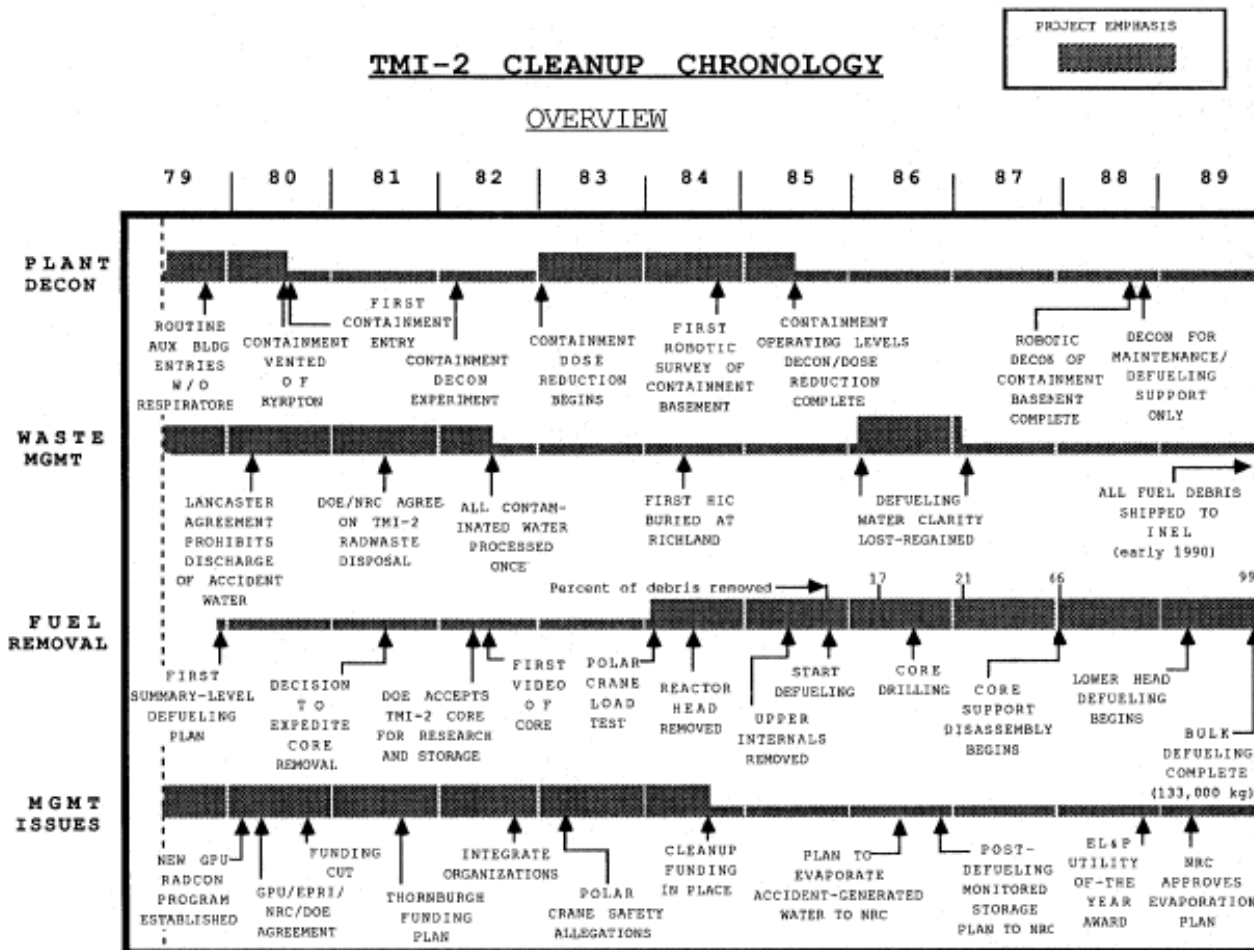 PROJECT EMPHASIS
TMI-2 CLEANUP CHRONOLOGY
OVERVIEW
79 80 81 82 83 84 85 86 87 88 89
PLANT
DECON
ROUTINE
AUX BLDG
ENTRIES
W/O
RESPIRATORS
CONTAINMENT
VENTED
OF
KYRPTON
FIRST
CONTAINMENT
ENTRY
CONTAINMENT
DECON
EXPERIMENT
CONTAINMENT
DOSE
REDUCTION
BEGINS
FIRST
ROBOTIC
SURVEY OF
CONTAINMENT
BASEMENT
CONTAINMENT
OPERATING LEVELS
DECON/DOSE
REDUCTION
COMPLETE
ROBOTIC
DECON OF
CONTAINMENT
BASEMENT
COMPLETE
DECON FOR
MAINTENANCE/
DEFUELING
SUPPORT
ONLY
WASTE
MGMT
LANCASTER
AGREEMENT
PROHIBITS
DISCHARGE
OF ACCIDENT
WATER
DOE/NRC AGREE
ON TMI-2
RADWASTE
DISPOSAL
ALL CONTAM-
INATED WATER
PROCESSED
ONCE
FIRST HIC
BURIED AT
RICHLAND
DEFUELING
WATER CLARITY
LOST-REGAINED
ALL FUEL DEBRIS
SHIPPED TO
INEL
(early 1990)
FUEL
REMOVAL
Percent of debris removed
17 21 46 99
FIRST
SUMMARY-LEVEL
DEFUELING
PLAN
DECISION
TO
EXPEDITE
CORE
REMOVAL
DOE ACCEPTS
TMI-2 CORE
FOR RESEARCH
AND STORAGE
FIRST
VIDEO
OF
CORE
POLAR
CRANE
LOAD
TEST
REACTOR
HEAD
REMOVED
UPPER
INTERNALS
REMOVED
START
DEFUELING
CORE
DRILLING
CORE
SUPPORT
DISASSEMBLY
BEGINS
LOWER HEAD
DEFUELING
BEGINS
BULK
DEFUELING
COMPLETE
(133,000 kg)
MGMT
ISSUES
NEW GPU
RADCON
PROGRAM
ESTABLISHED
GPU/EPRI/
NRC/DOE
AGREEMENT
FUNDING
CUT
THORNBURGH
FUNDING
PLAN
INTEGRATE
ORGANIZATIONS
POLAR
CRANE SAFETY
ALLEGATIONS
CLEANUP
FUNDING
IN PLACE
PLAN TO
EVAPORATE
ACCIDENT-GENERATED
WATER TO NRC
POST-
DEFUELING
MONITORED
STORAGE
PLAN TO NRC
EL&P
UTILITY
OF-THE
YEAR
AWARD
NRC
APPROVES
EVAPORATION
PLAN